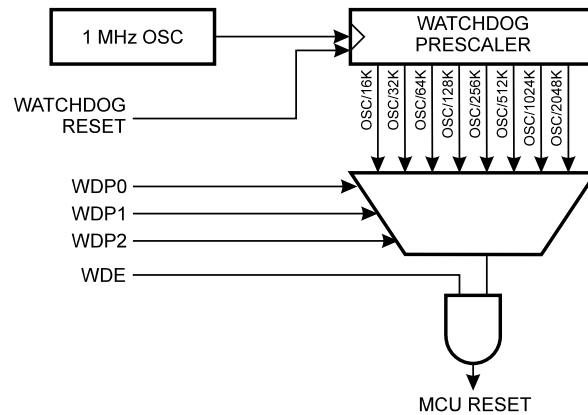 1 MHz OSC
WATCHDOG
PRESCALER
WATCHDOG
RESET
OSC/16K
OSC/32K
OSC/64K
OSC/128K
OSC/256K
OSC/512K
OSC/1024K
OSC/2048K
WDP0
WDP1
WDP2
WDE
MCU RESET